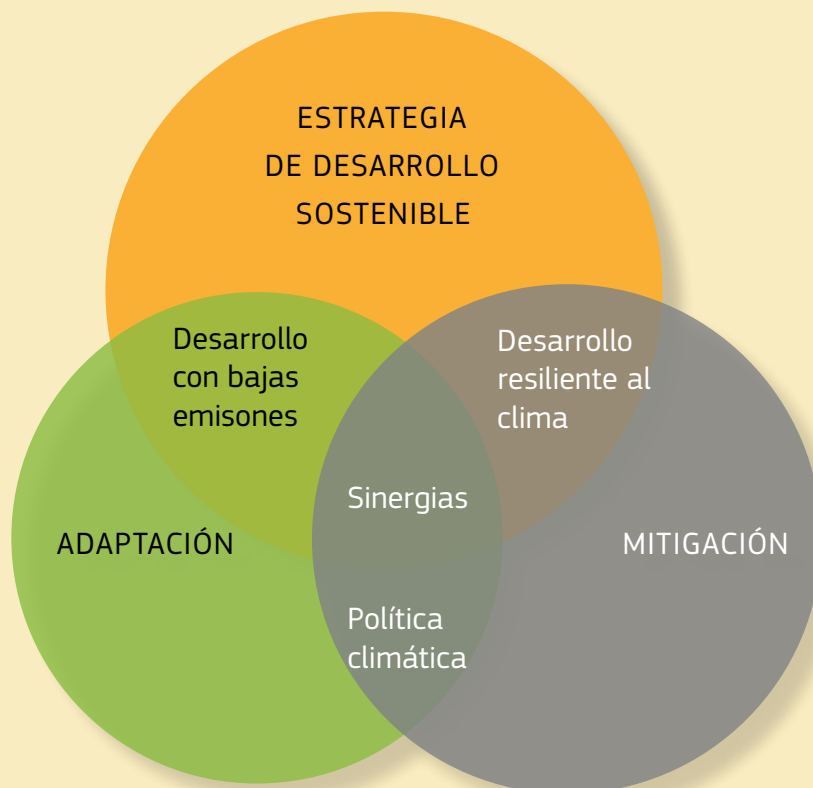 ESTRATEGIA
DE DESARROLLO
SOSTENIBLE
Desarrollo
con bajas
emisones
Desarrollo
resiliente al
clima
Sinergias
ADAPTACIÓN
MITIGACIÓN
Política
climática